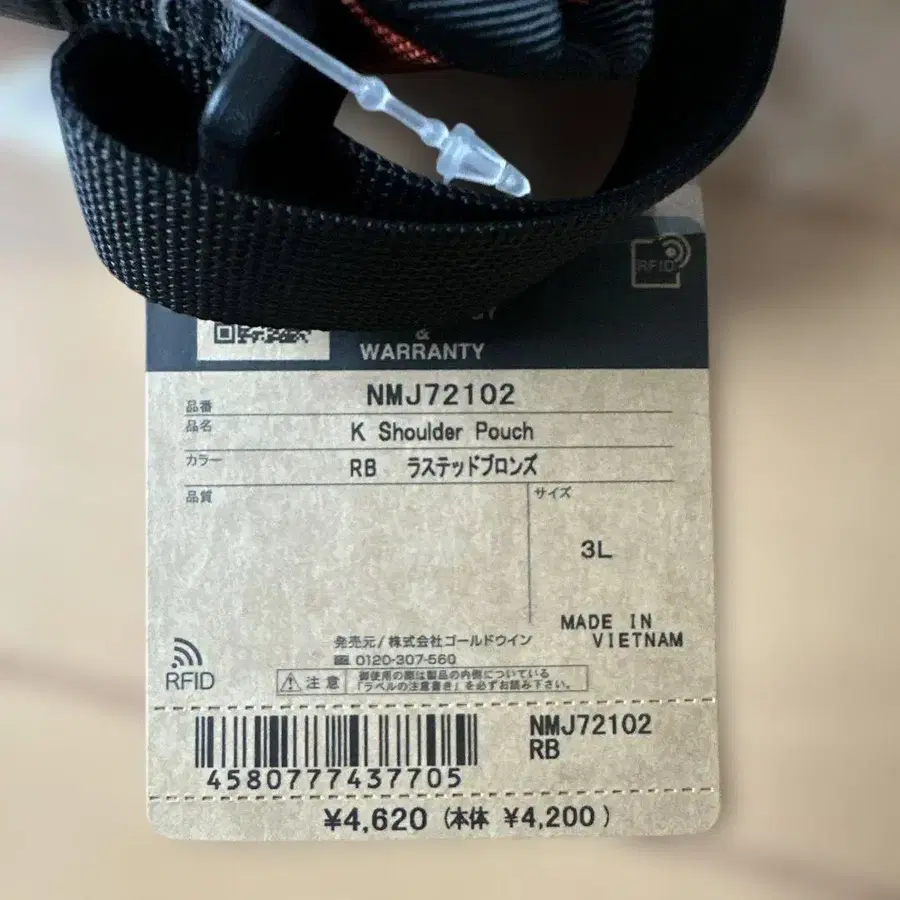 RFID
&
WARRANTY
品番 NMJ72102
品名 K Shoulder Pouch
カラー RB ラステッドブロンズ
品質
サイズ
3L
MADE IN
VIETNAM
発売元/株式会社ゴールドウイン
0120-307-560
RFID
注意
御使用の際は製品の内側についている
「ラベルの注意書き」を必ずお読み下さい。
4580777437705
NMJ72102
RB
¥4,620 (本体 ¥4,200)